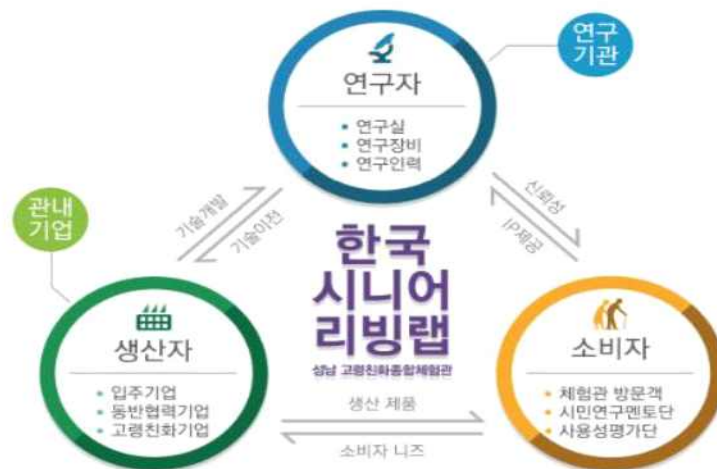 연구
기관
연구자
• 연구실
• 연구장비
• 연구인력
관내
기업
기술개발
기술이전
신뢰성
IP제공
한국
시니어
리빙랩
성남 고령친화종합체험관
생산자
• 입주기업
• 동반협력기업
• 고령친화기업
생산 제품
소비자 니즈
소비자
• 체험관 방문객
• 시민연구멘토단
• 사용성평가단